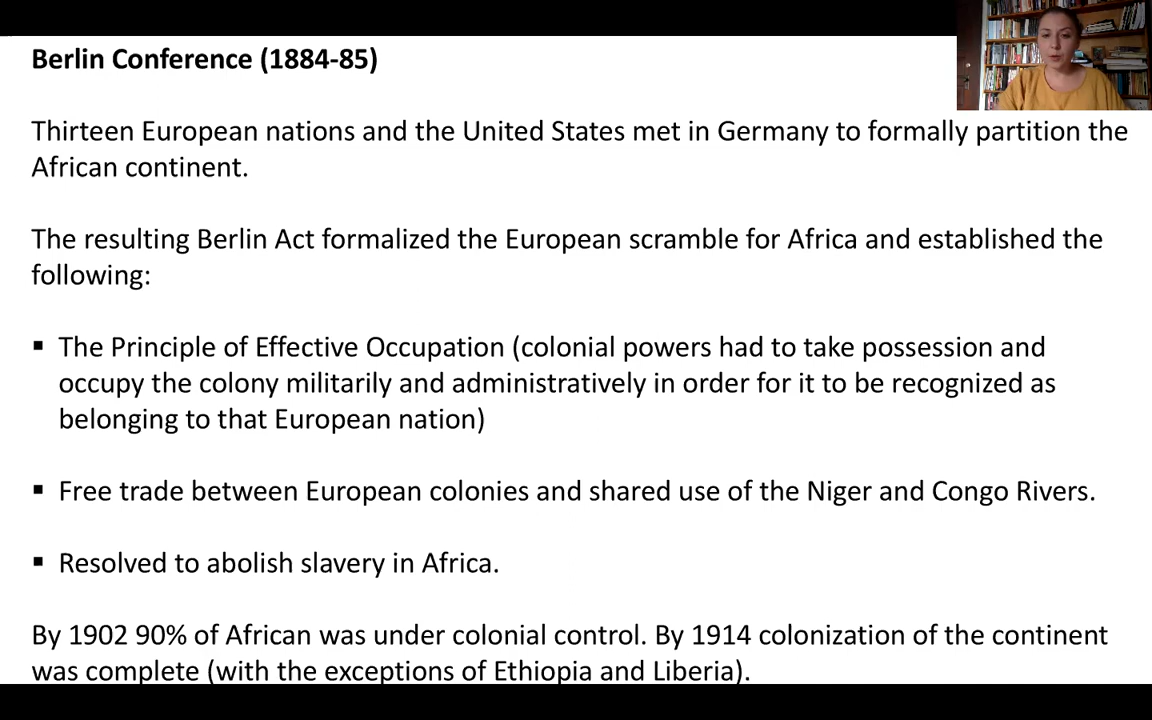 Berlin Conference (1884-85)
Thirteen European nations and the United States met in Germany to formally partition the
African continent.
The resulting Berlin Act formalized the European scramble for Africa and established the
following:
▪ The Principle of Effective Occupation (colonial powers had to take possession and
occupy the colony militarily and administratively in order for it to be recognized as
belonging to that European nation)
▪ Free trade between European colonies and shared use of the Niger and Congo Rivers.
▪ Resolved to abolish slavery in Africa.
By 1902 90% of African was under colonial control. By 1914 colonization of the continent
was complete (with the exceptions of Ethiopia and Liberia).